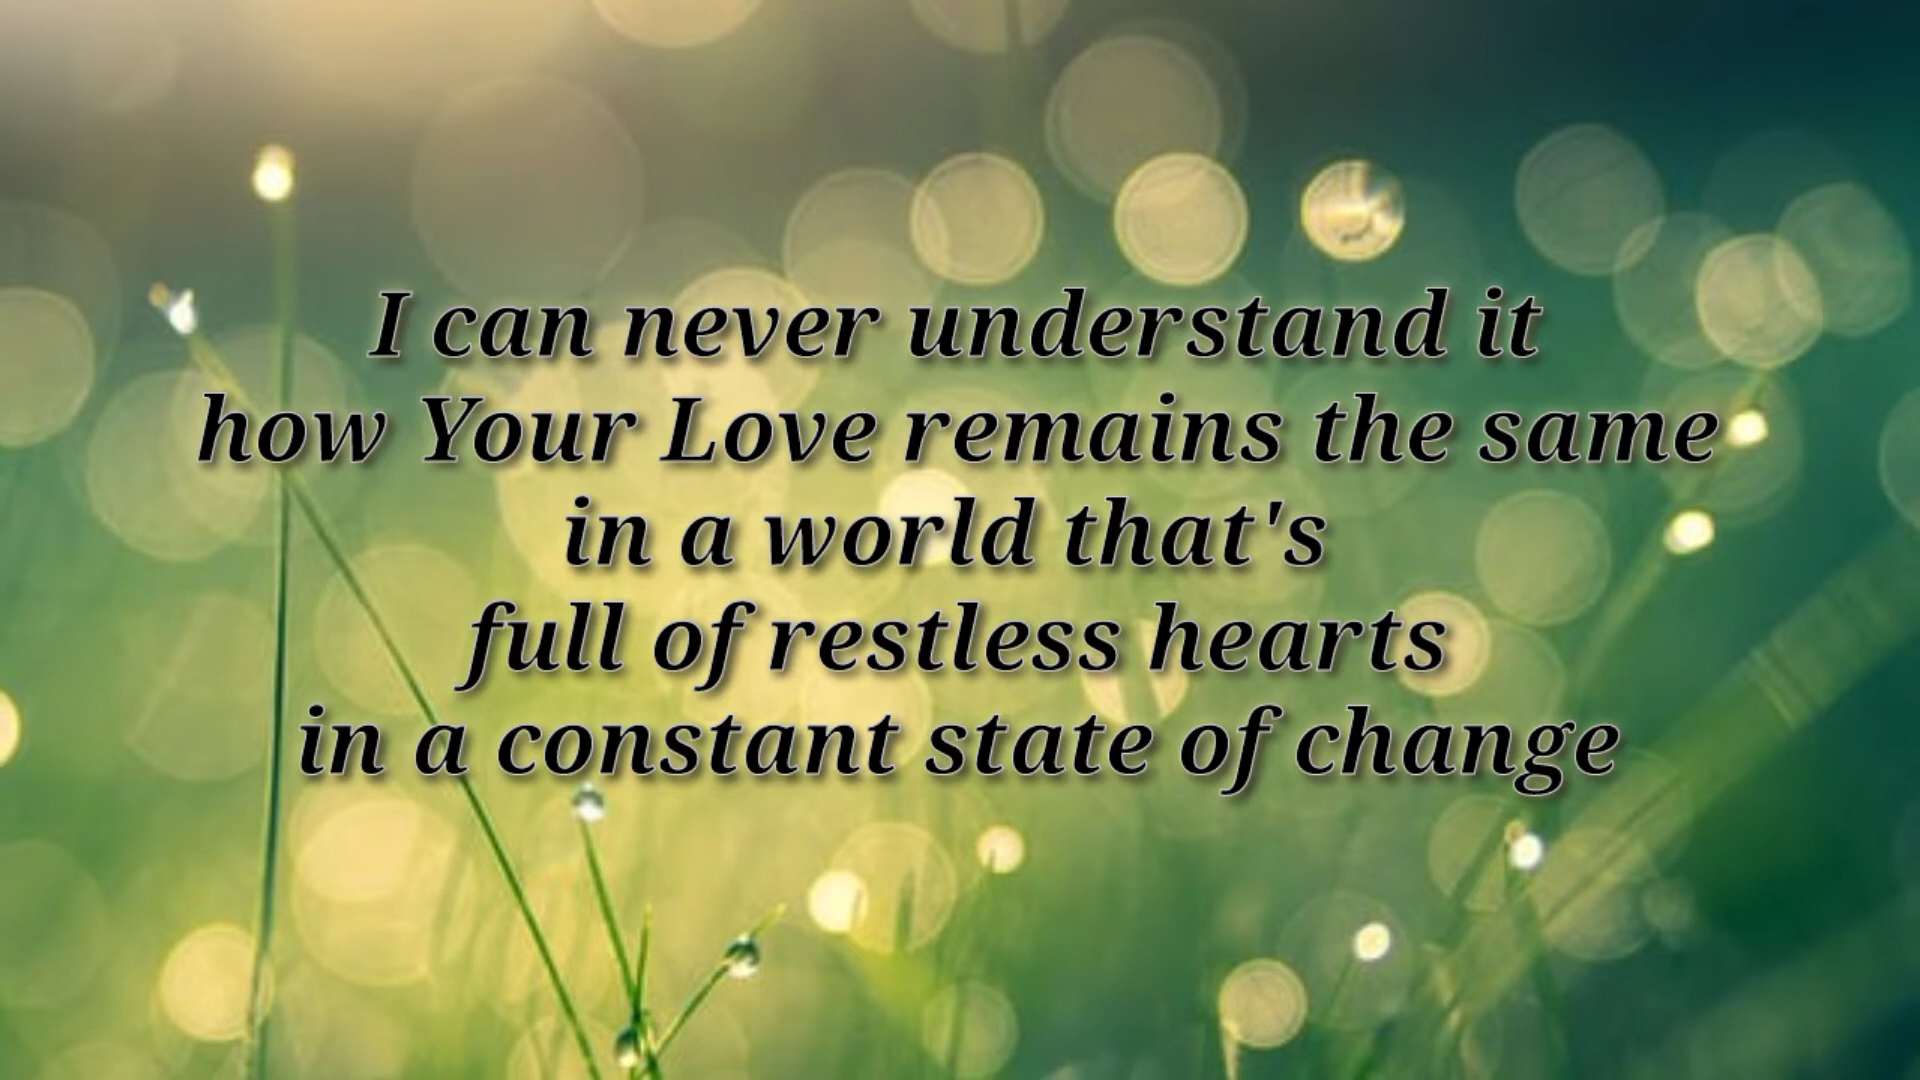 I can never understand it
how Your Love remains the same
in a world that's
full of restless hearts
in a constant state of change